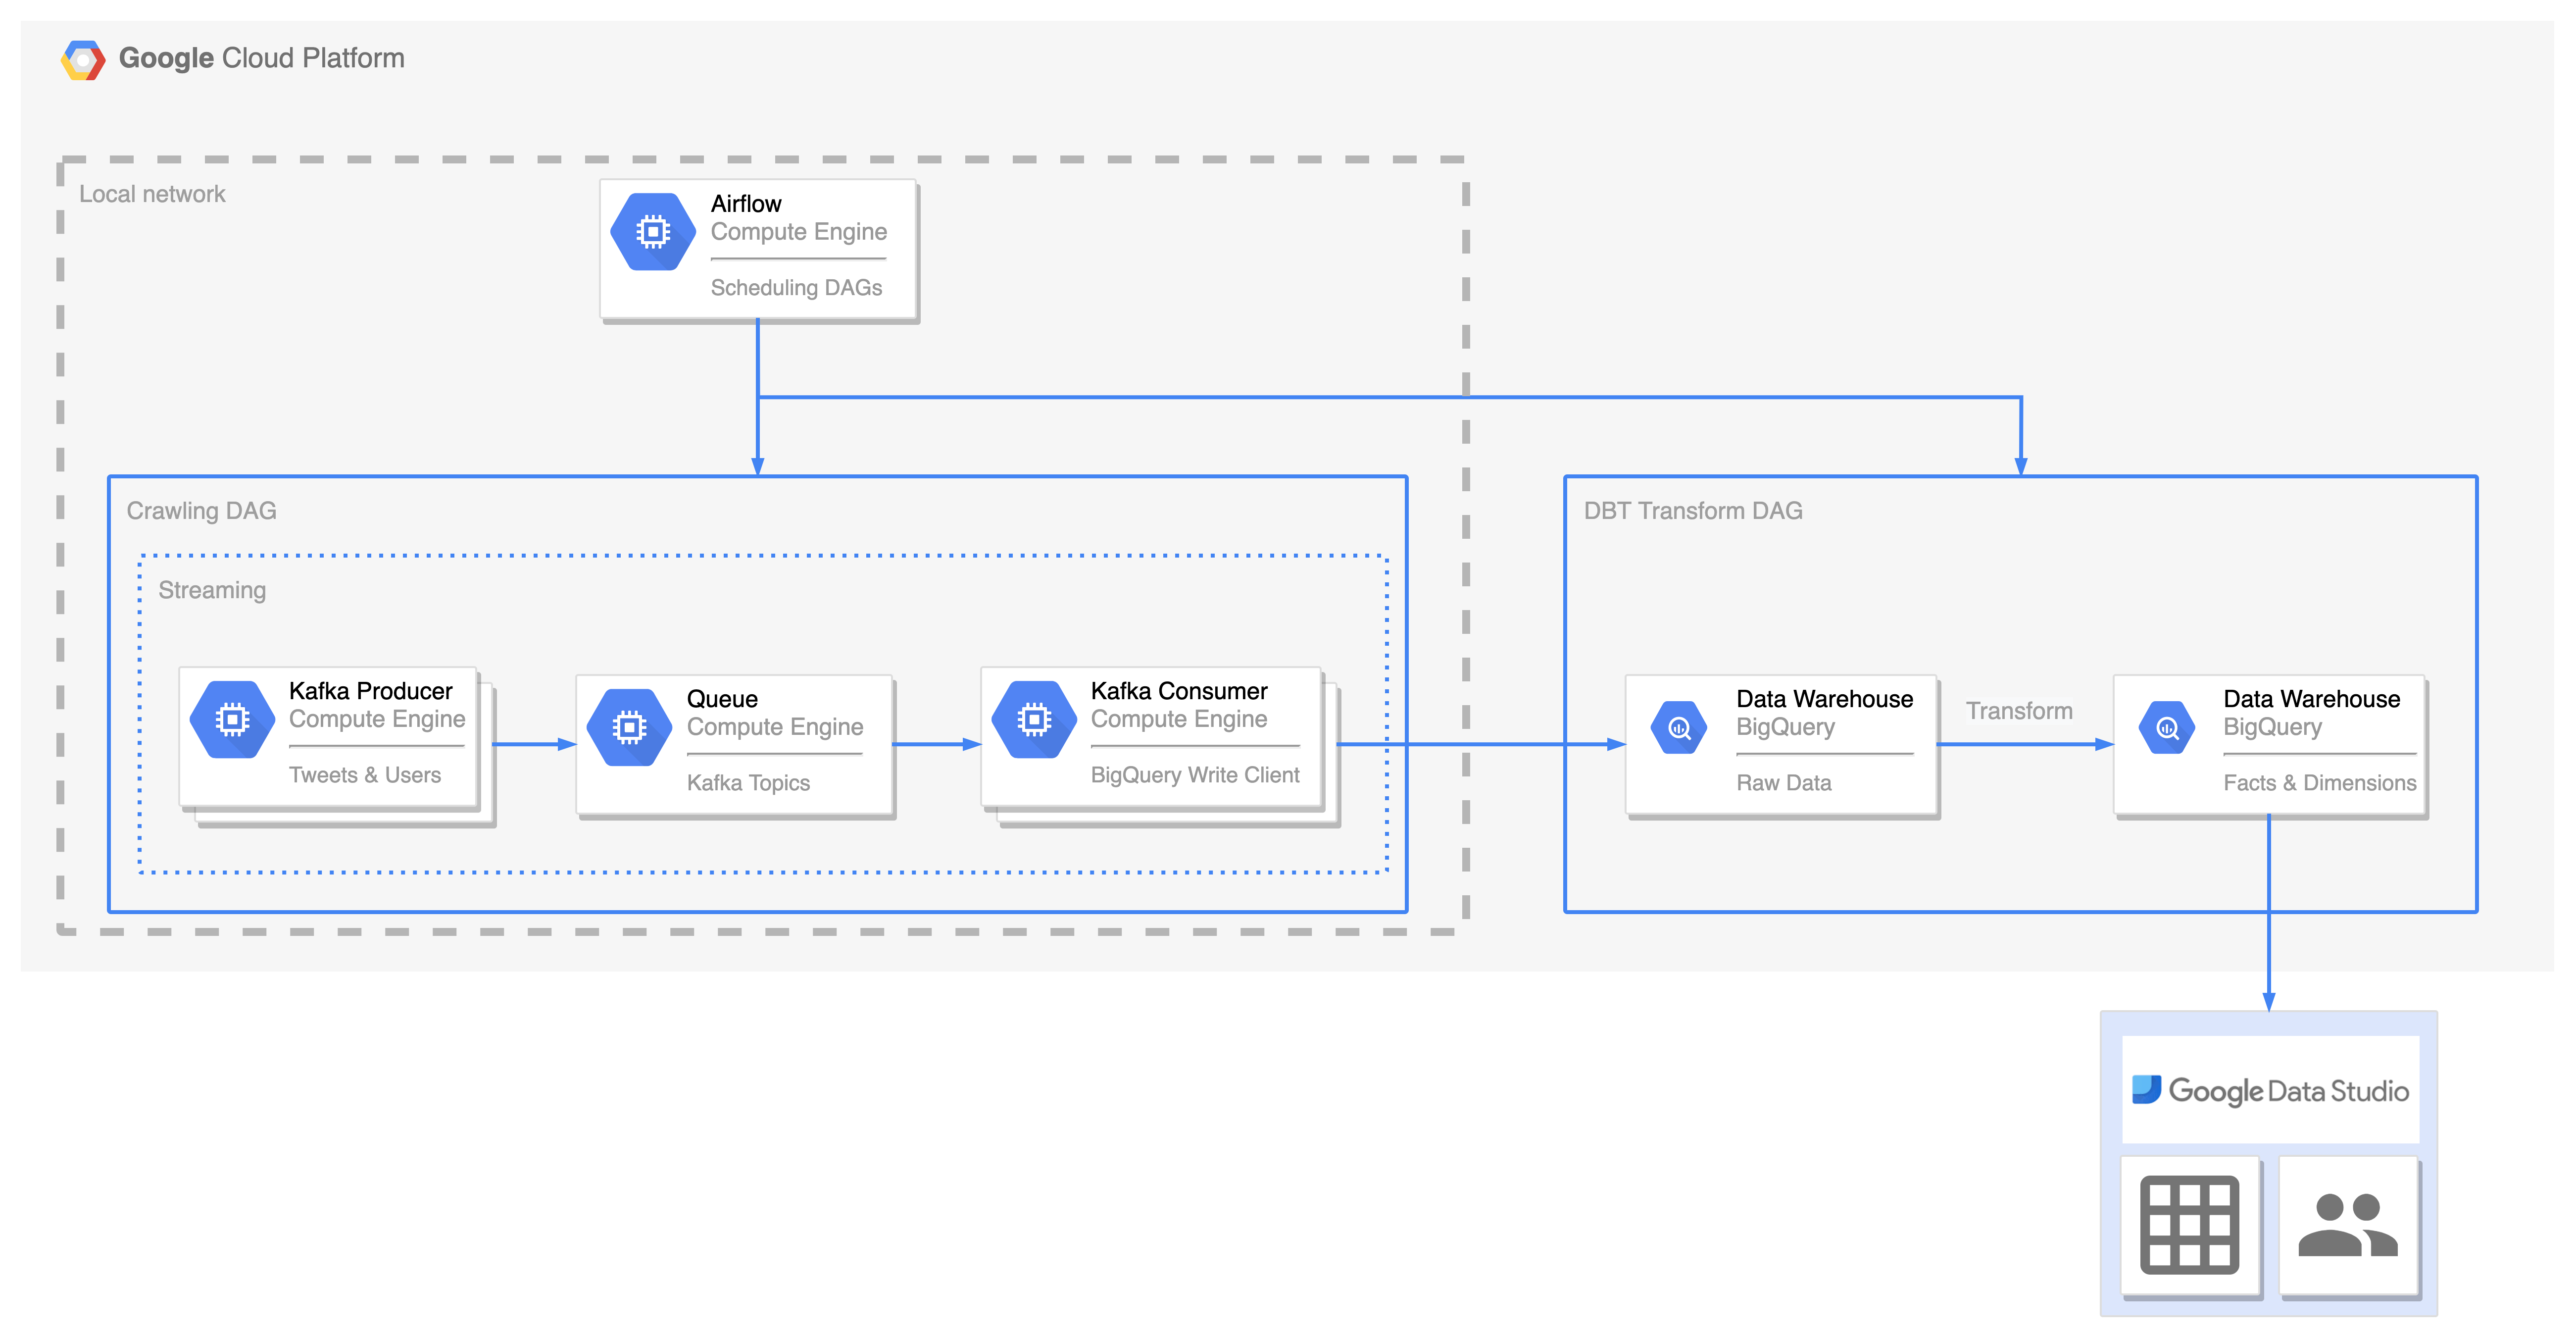 Google Cloud Platform
Local network
Airflow
Compute Engine
Scheduling DAGs
Crawling DAG
Streaming
Kafka Producer
Compute Engine
Tweets & Users
Queue
Compute Engine
Kafka Topics
Kafka Consumer
Compute Engine
BigQuery Write Client
DBT Transform DAG
Data Warehouse
BigQuery
Raw Data
Transform
Data Warehouse
BigQuery
Facts & Dimensions
Google Data Studio